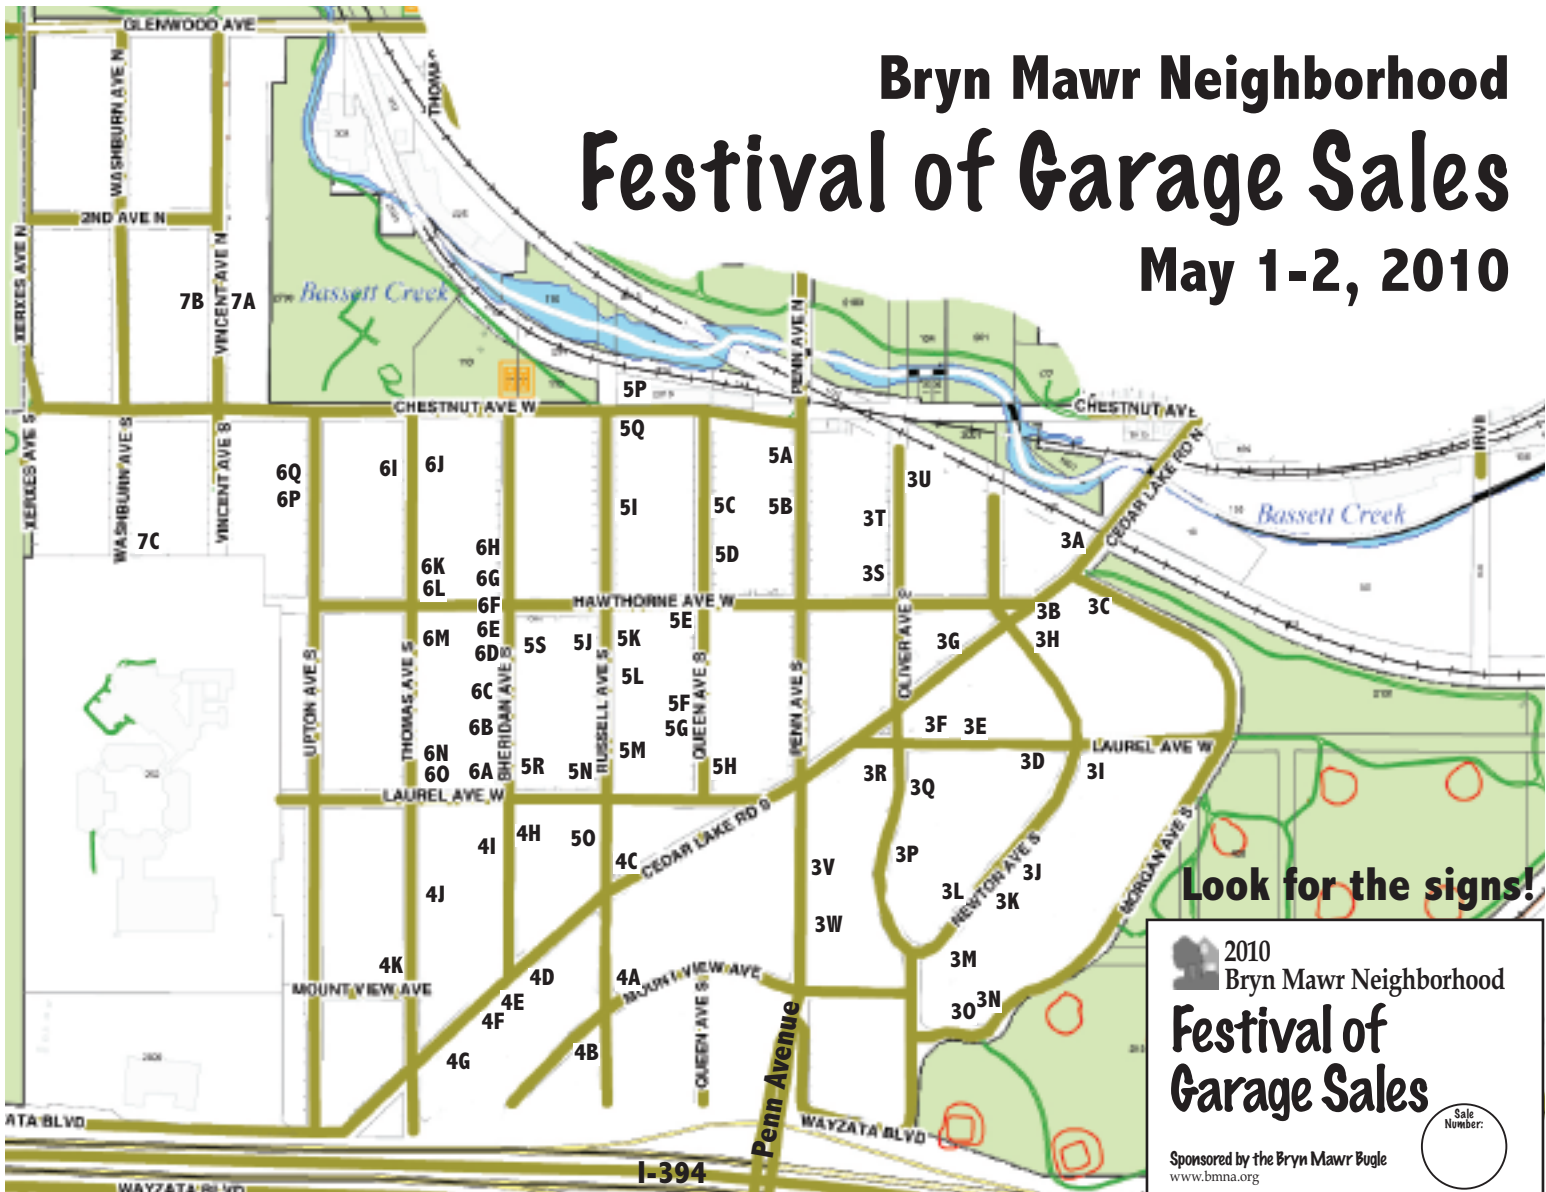 GLENWOOD AVE
THOMAS
WASHBURN AVE N
Bryn Mawr Neighborhood
Festival of Garage Sales
May 1-2, 2010
2ND AVE N
XERXES AVE N
VINCENT AVE N
7B
7A
Bassett Creek
PENN AVE N
5P
CHESTNUT AVE W
CHESTNUT AVE
CEDAR LAKE RD N
IRVING
XERXES AVE S
WASHBURN AVE S
VINCENT AVE S
5Q
5A
6Q
6I
6J
6P
3U
5I
5C
5B
3T
Bassett Creek
7C
6H
5D
3A
6K
6G
3S
6L
6F
HAWTHORNE AVE W
3B
3C
5E
OLIVER AVE S
6M
6E
5S
5J
5K
3G
3H
6D
UPTON AVE S
THOMAS AVE S
SHERIDAN AVE S
RUSSELL AVE S
QUEEN AVE S
PENN AVE S
6C
5L
5F
6B
5G
3F
3E
6N
5M
LAUREL AVE W
6O
6A
5R
5N
5H
3R
3D
3I
3Q
LAUREL AVE W
CEDAR LAKE RD S
4I
4H
5O
4C
3V
3P
NEWTON AVE S
MORGAN AVE S
4J
3L
3J
3K
Look for the signs!
3W
4K
4D
4A
MOUNT VIEW AVE
3M
MOUNT VIEW AVE
4E
4F
QUEEN AVE S
3N
3O
4G
4B
Penn Avenue
2010
Bryn Mawr Neighborhood
Festival of
Garage Sales
Sale
Number:
ATA BLVD
WAYZATA BLVD
Sponsored by the Bryn Mawr Bugle
www.bmna.org
I-394
WAYZATA BLVD